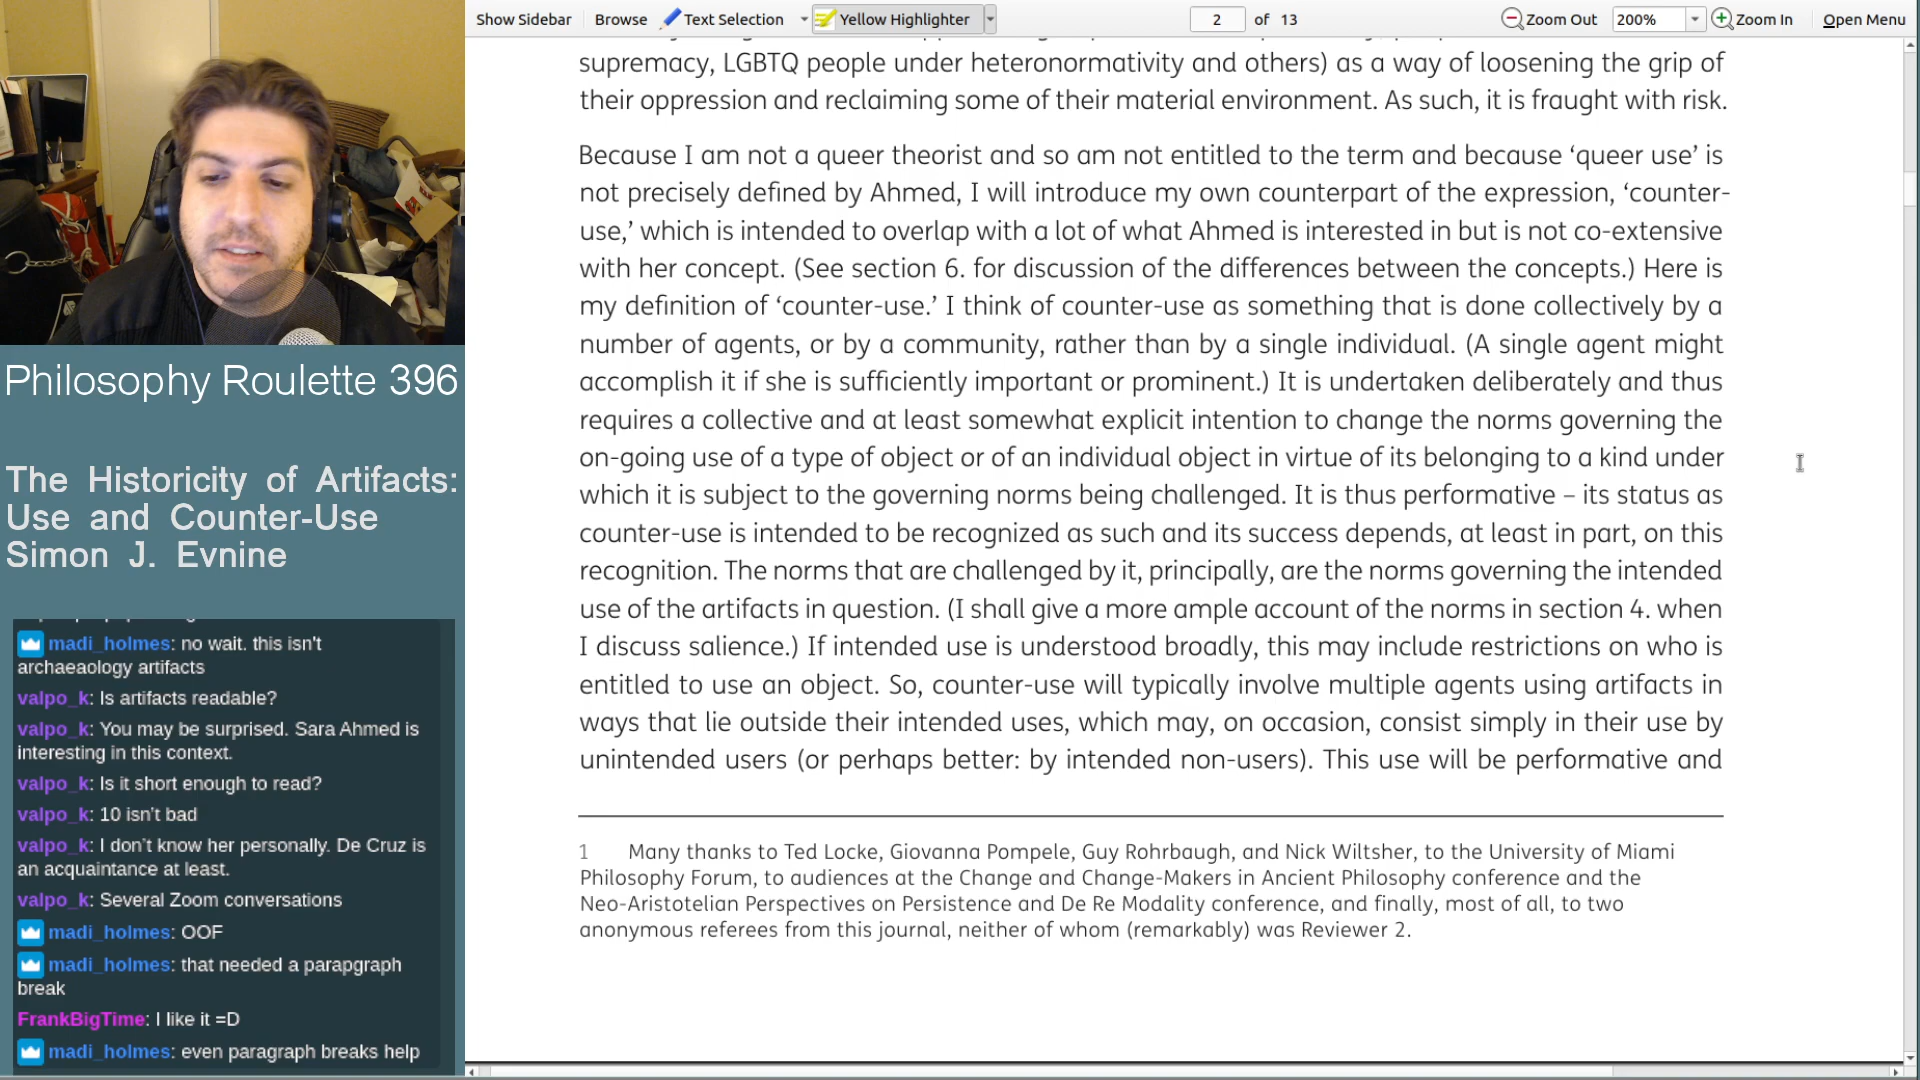 Show Sidebar Browse Text Selection Yellow Highlighter 2 of 13 Zoom Out 200% Zoom In Open Menu
supremacy, LGBTQ people under heteronormativity and others) as a way of loosening the grip of
their oppression and reclaiming some of their material environment. As such, it is fraught with risk.
Because I am not a queer theorist and so am not entitled to the term and because ‘queer use’ is
not precisely defined by Ahmed, I will introduce my own counterpart of the expression, ‘counter-
use,’ which is intended to overlap with a lot of what Ahmed is interested in but is not co-extensive
with her concept. (See section 6. for discussion of the differences between the concepts.) Here is
my definition of ‘counter-use.’ I think of counter-use as something that is done collectively by a
number of agents, or by a community, rather than by a single individual. (A single agent might
accomplish it if she is sufficiently important or prominent.) It is undertaken deliberately and thus
requires a collective and at least somewhat explicit intention to change the norms governing the
on-going use of a type of object or of an individual object in virtue of its belonging to a kind under
which it is subject to the governing norms being challenged. It is thus performative – its status as
counter-use is intended to be recognized as such and its success depends, at least in part, on this
recognition. The norms that are challenged by it, principally, are the norms governing the intended
use of the artifacts in question. (I shall give a more ample account of the norms in section 4. when
I discuss salience.) If intended use is understood broadly, this may include restrictions on who is
entitled to use an object. So, counter-use will typically involve multiple agents using artifacts in
ways that lie outside their intended uses, which may, on occasion, consist simply in their use by
unintended users (or perhaps better: by intended non-users). This use will be performative and
1 Many thanks to Ted Locke, Giovanna Pompele, Guy Rohrbaugh, and Nick Wiltsher, to the University of Miami
Philosophy Forum, to audiences at the Change and Change-Makers in Ancient Philosophy conference and the
Neo-Aristotelian Perspectives on Persistence and De Re Modality conference, and finally, most of all, to two
anonymous referees from this journal, neither of whom (remarkably) was Reviewer 2.
Philosophy Roulette 396
The Historicity of Artifacts:
Use and Counter-Use
Simon J. Evnine
madi_holmes: no wait. this isn't
archaeaology artifacts
valpo_k: Is artifacts readable?
valpo_k: You may be surprised. Sara Ahmed is
interesting in this context.
valpo_k: Is it short enough to read?
valpo_k: 10 isn't bad
valpo_k: I don't know her personally. De Cruz is
an acquaintance at least.
valpo_k: Several Zoom conversations
madi_holmes: OOF
madi_holmes: that needed a parapgraph
break
FrankBigTime: I like it =D
madi_holmes: even paragraph breaks help